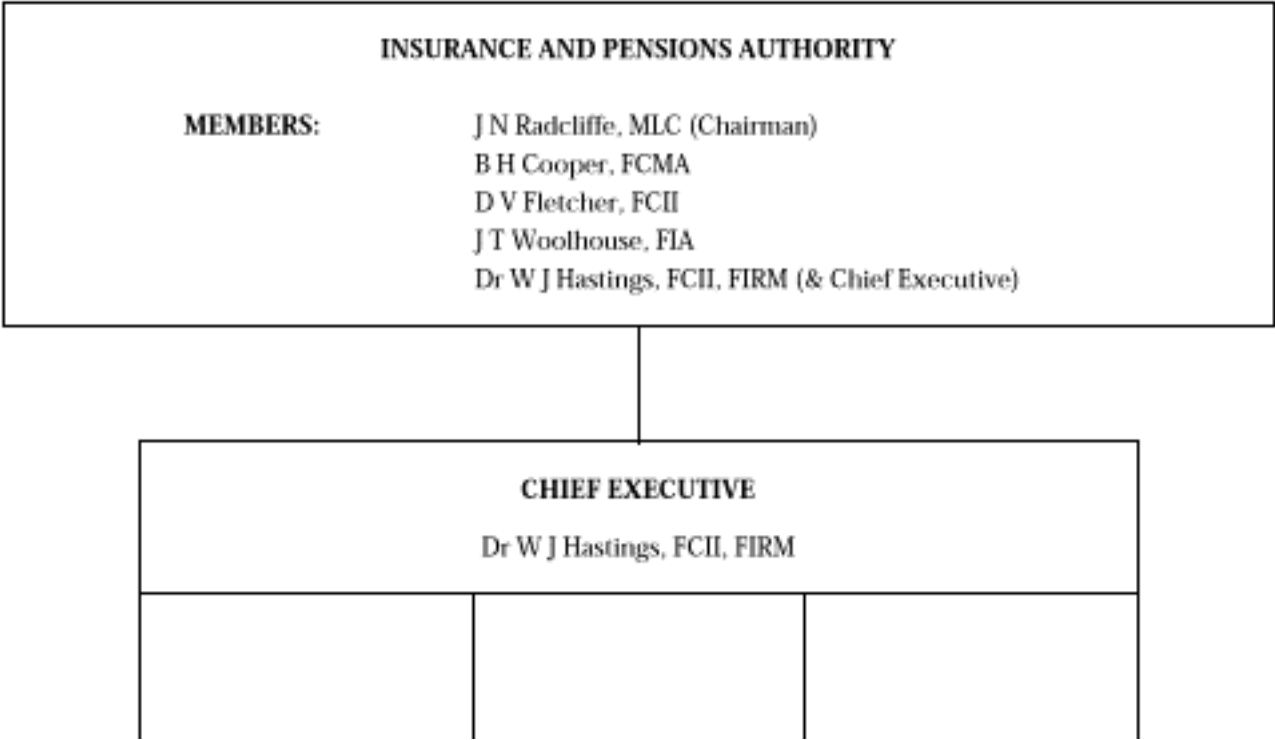 INSURANCE AND PENSIONS AUTHORITY
MEMBERS: J N Radcliffe, MLC (Chairman)
B H Cooper, FCMA
D V Fletcher, FCII
J T Woolhouse, FIA
Dr W J Hastings, FCII, FIRM (& Chief Executive)
CHIEF EXECUTIVE
Dr W J Hastings, FCII, FIRM